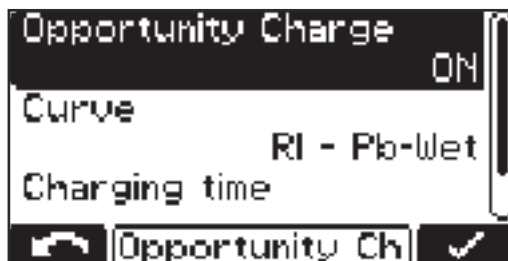 Opportunity Charge
ON
Curve
RI - Pb-Wet
Charging time
Opportunity Ch